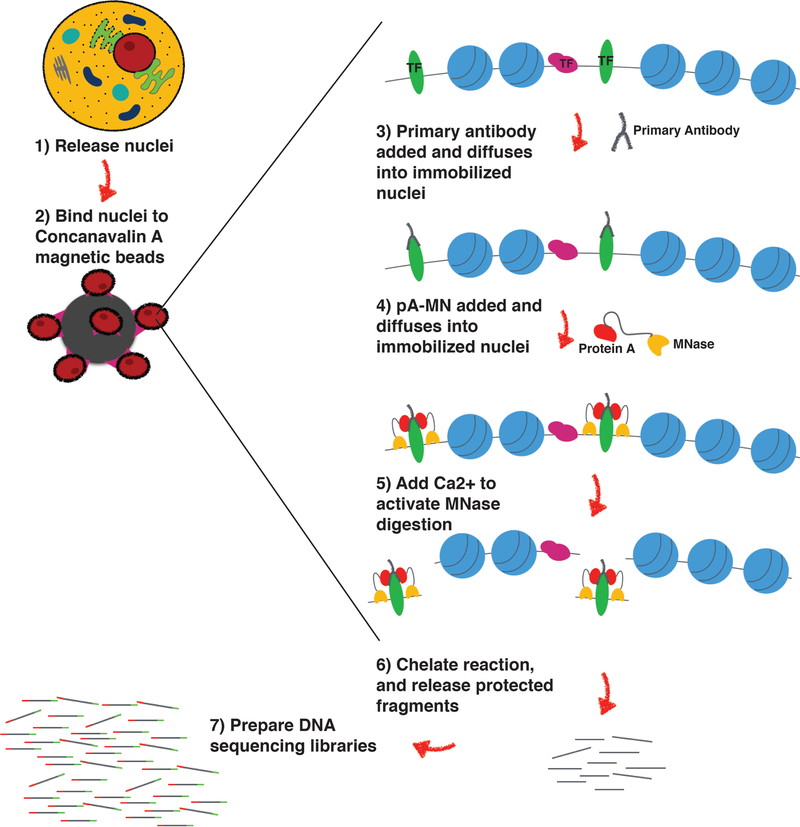 1) Release nuclei
2) Bind nuclei to
Concanavalin A
magnetic beads
TF
TF
TF
3) Primary antibody
added and diffuses
into immobilized
nuclei
Primary Antibody
4) pA-MN added and
diffuses into
immobilized nuclei
Protein A
MNase
5) Add Ca2+ to
activate MNase
digestion
6) Chelate reaction,
and release protected
fragments
7) Prepare DNA
sequencing libraries